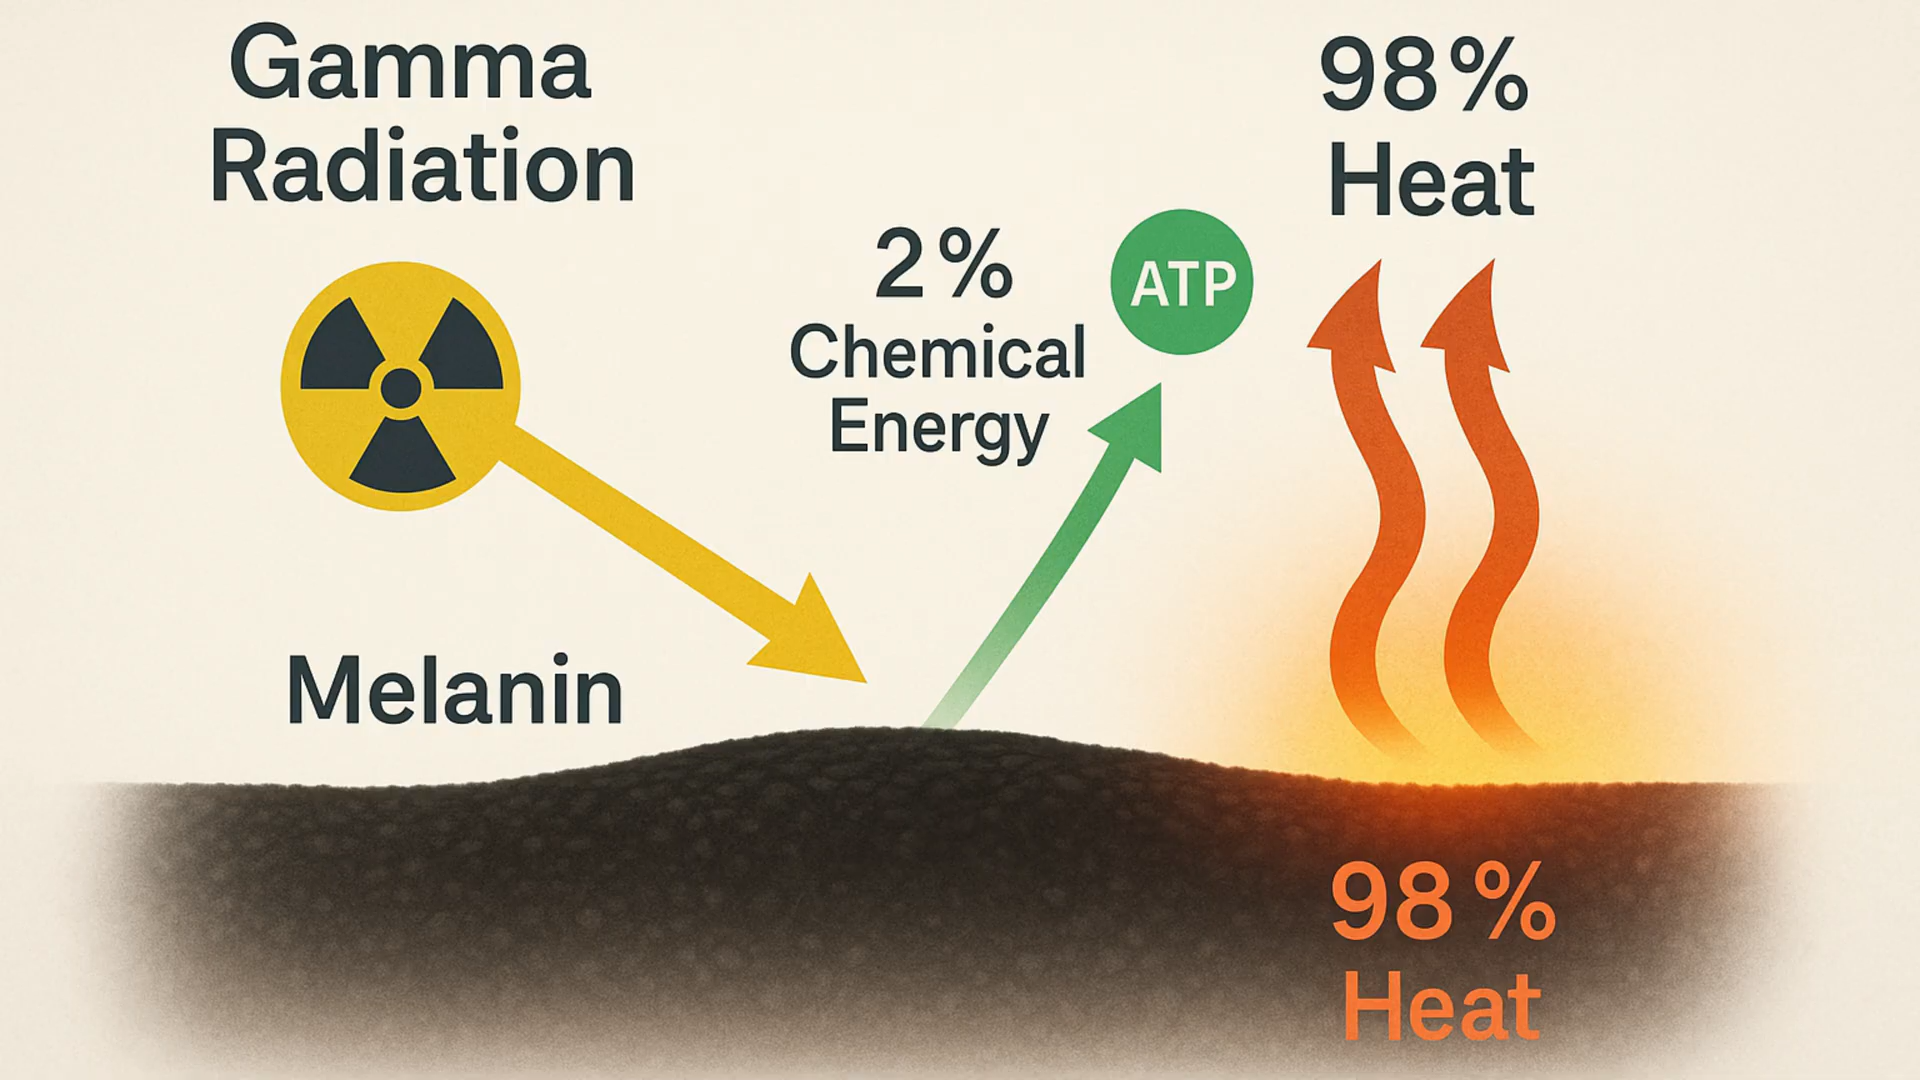 Gamma
Radiation
98%
Heat
2%
Chemical
Energy
ATP
Melanin
98%
Heat